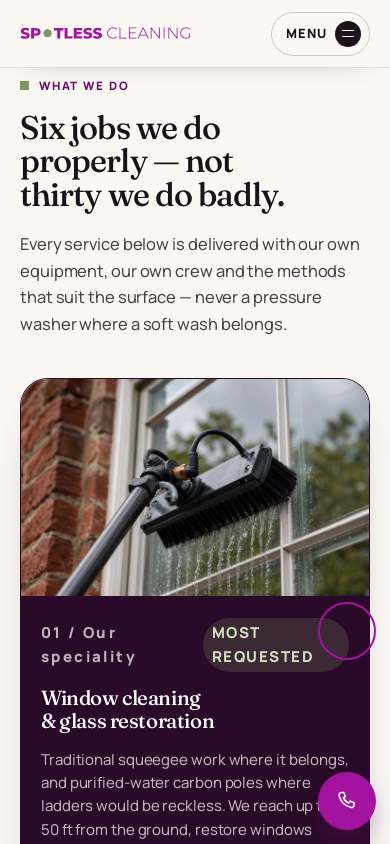 SPOTLESS CLEANING
MENU
WHAT WE DO
Six jobs we do
properly — not
thirty we do badly.
Every service below is delivered with our own
equipment, our own crew and the methods
that suit the surface — never a pressure
washer where a soft wash belongs.
01 / Our
speciality
MOST
REQUESTED
Window cleaning
& glass restoration
Traditional squeegee work where it belongs,
and purified-water carbon poles where
ladders would be reckless. We reach up
50 ft from the ground, restore windows